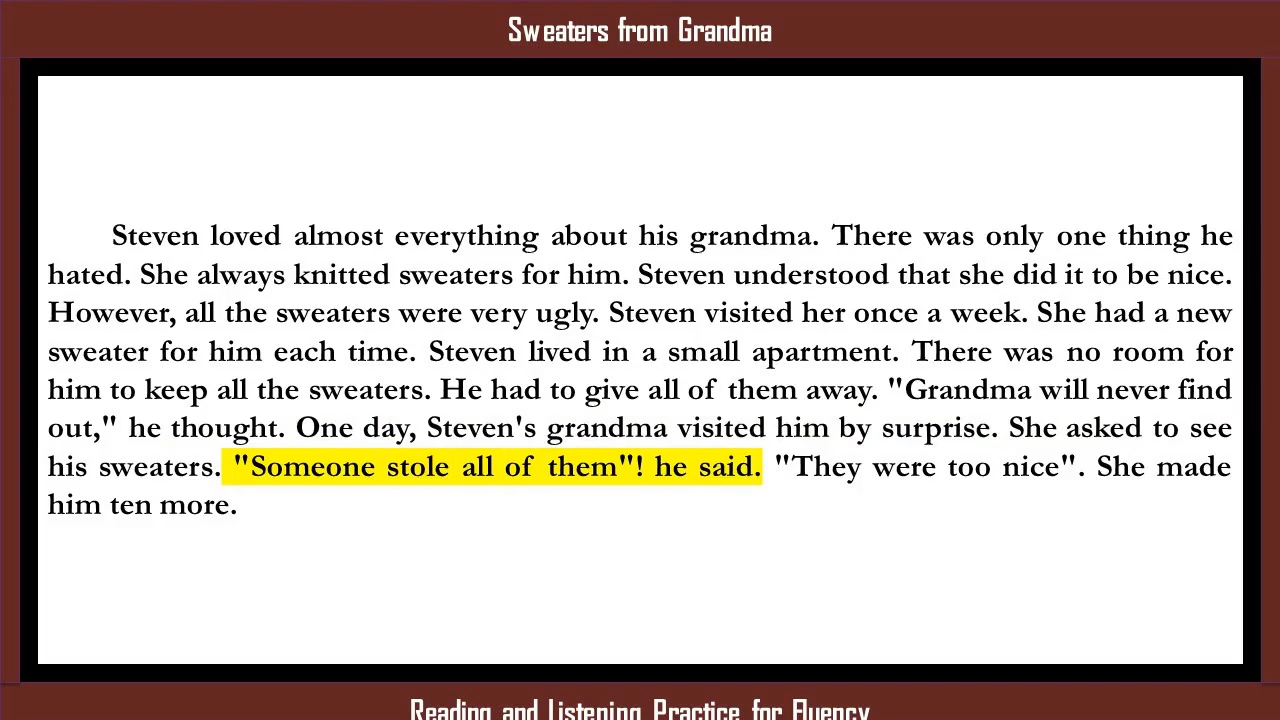 Sweaters from Grandma
Steven loved almost everything about his grandma. There was only one thing he
hated. She always knitted sweaters for him. Steven understood that she did it to be nice.
However, all the sweaters were very ugly. Steven visited her once a week. She had a new
sweater for him each time. Steven lived in a small apartment. There was no room for
him to keep all the sweaters. He had to give all of them away. "Grandma will never find
out," he thought. One day, Steven's grandma visited him by surprise. She asked to see
his sweaters. "Someone stole all of them"! he said. "They were too nice". She made
him ten more.
Reading and Listening Practice for Fluency